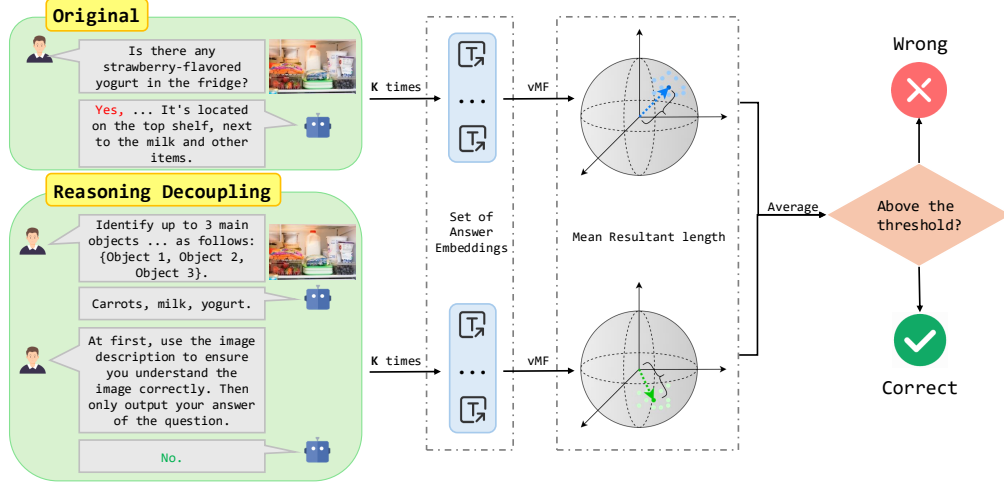 Original
Is there any
strawberry-flavored
yogurt in the fridge?
Yes, ... It's located
on the top shelf, next
to the milk and other
items.
Reasoning Decoupling
Identify up to 3 main
objects ... as follows:
{Object 1, Object 2,
Object 3}.
Carrots, milk, yogurt.
At first, use the image
description to ensure
you understand the
image correctly. Then
only output your answer
of the question.
No.
K times
K times
T
...
T
Set of
Answer
Embeddings
T
...
T
vMF
vMF
Mean Resultant length
Average
Wrong
Above the
threshold?
Correct